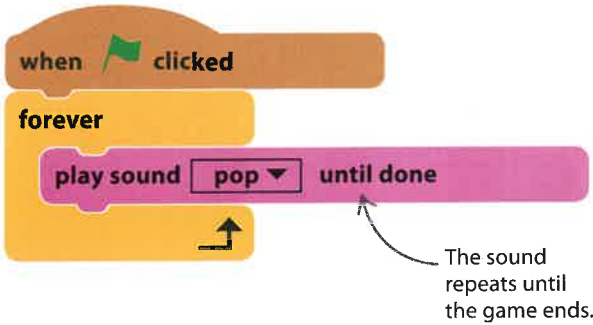 when clicked
forever
play sound pop until done
The sound
repeats until
the game ends.